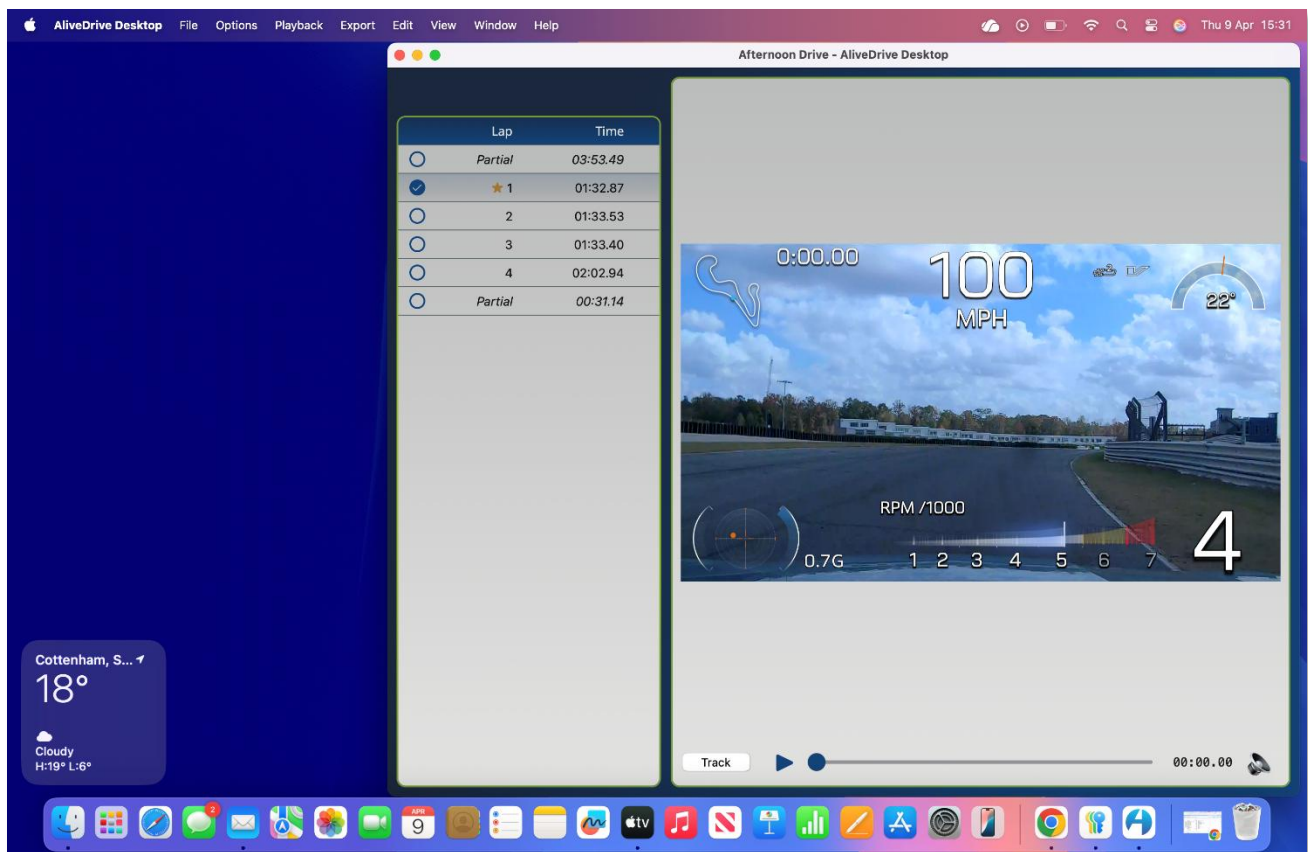 AliveDrive Desktop File Options Playback Export Edit View Window Help Thu 9 Apr 15:31
Afternoon Drive - AliveDrive Desktop
Lap Time
Partial 03:53.49
1 01:32.87
2 01:33.53
3 01:33.40
4 02:02.94
Partial 00:31.14
0:00.00
100
MPH
22°
RPM /1000
0.7G
1 2 3 4 5 6 7
4
Cottenham, S...
18°
Cloudy
H:19° L:6°
Track
00:00.00
2
APR
9
tv